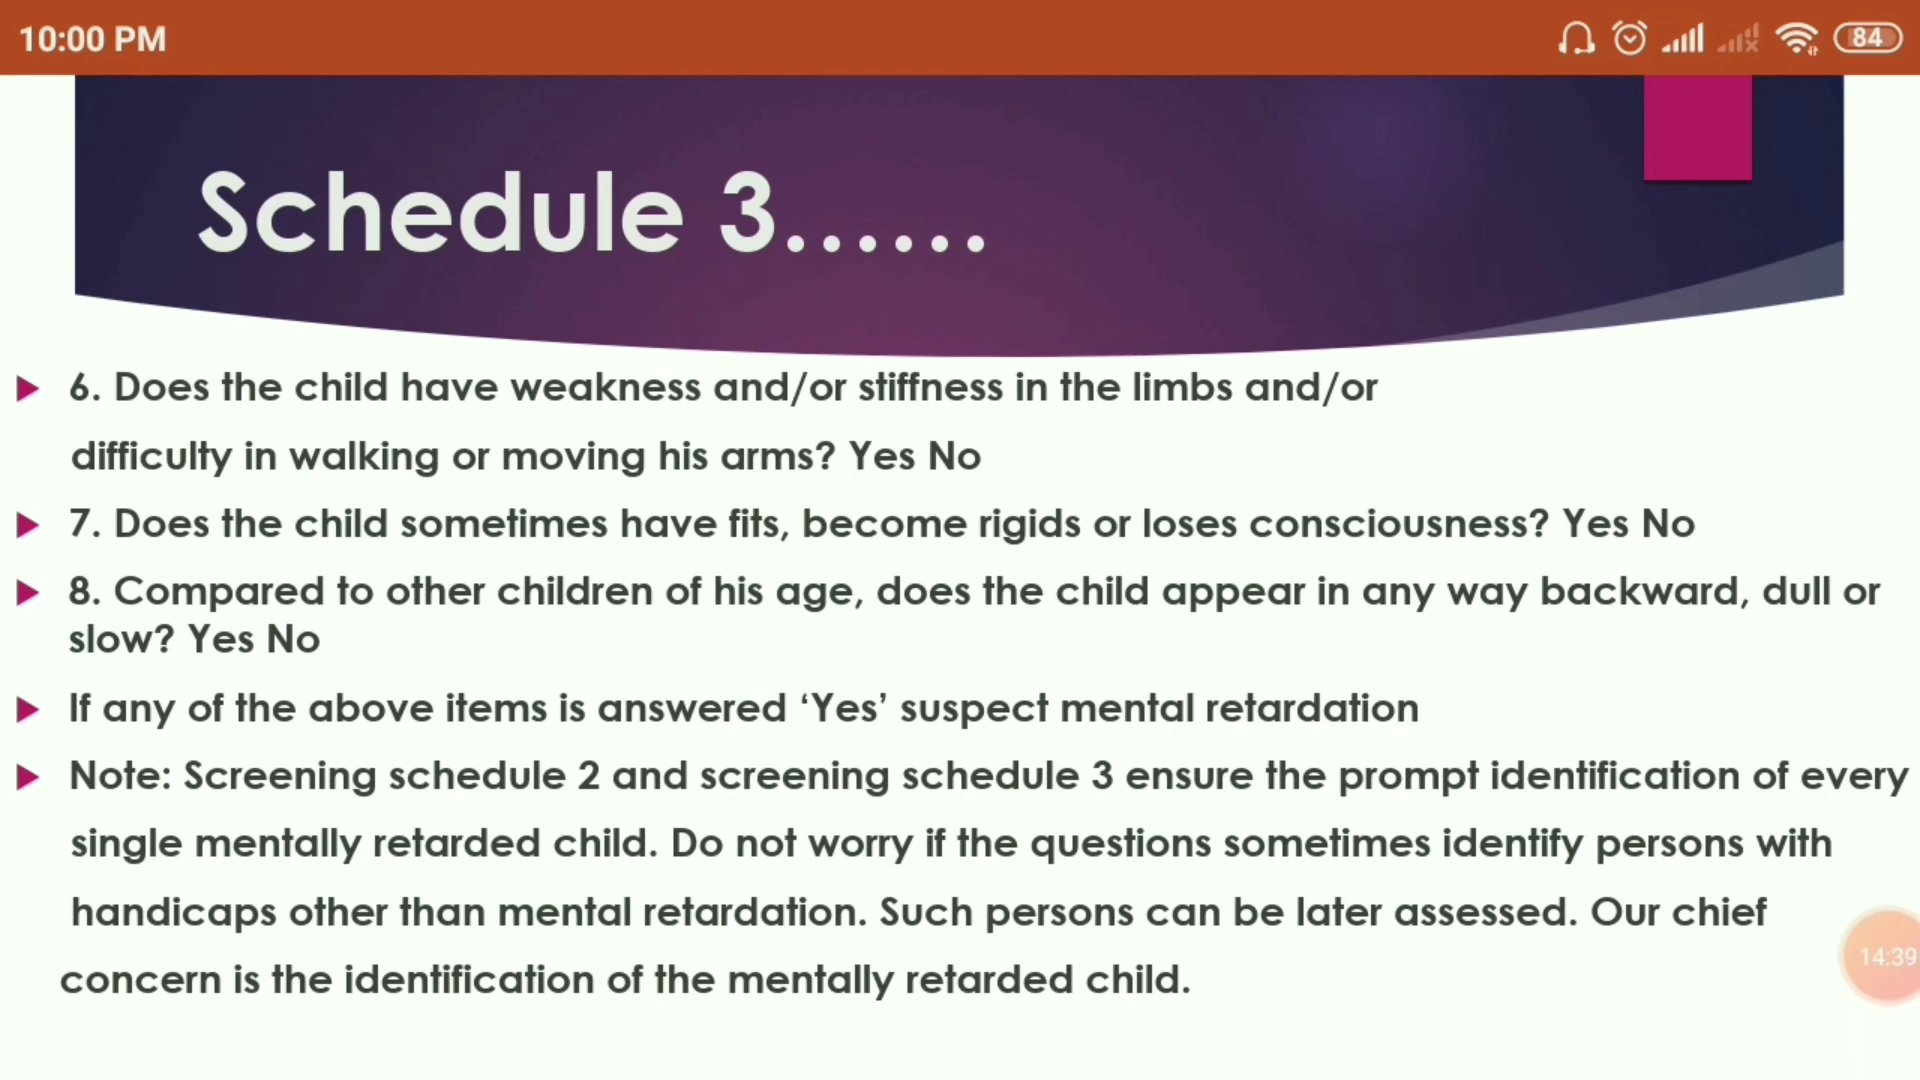 10:00 PM
84
Schedule 3......
6. Does the child have weakness and/or stiffness in the limbs and/or
difficulty in walking or moving his arms? Yes No
7. Does the child sometimes have fits, become rigids or loses consciousness? Yes No
8. Compared to other children of his age, does the child appear in any way backward, dull or
slow? Yes No
If any of the above items is answered ‘Yes’ suspect mental retardation
Note: Screening schedule 2 and screening schedule 3 ensure the prompt identification of every
single mentally retarded child. Do not worry if the questions sometimes identify persons with
handicaps other than mental retardation. Such persons can be later assessed. Our chief
concern is the identification of the mentally retarded child.
14:39